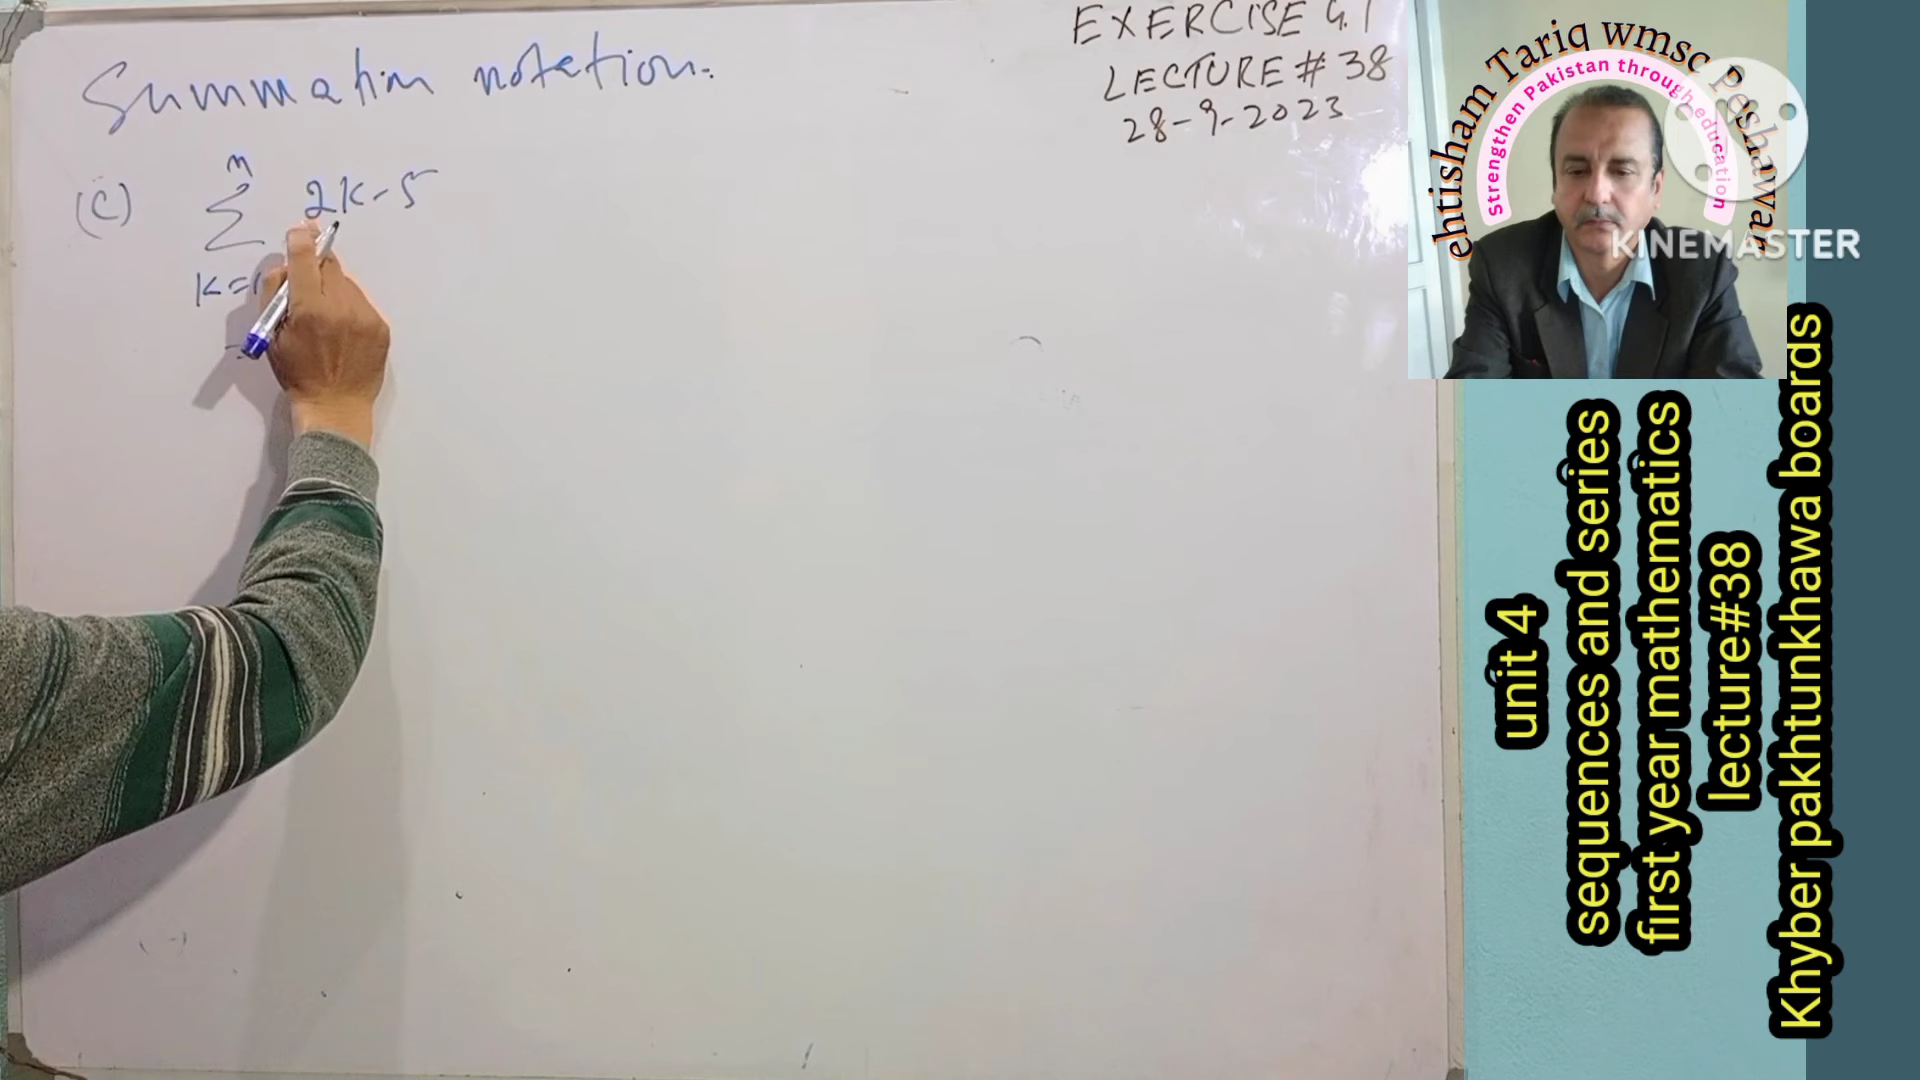 Summation notation.
EXERCISE 4.1
LECTURE # 38
28-9-2023
(C) n ∑ k=1 2k-5
ehtisham Tariq wmsc Peshawar
Strengthen Pakistan through education
KINEMASTER
unit 4
sequences and series
first year mathematics
lecture#38
Khyber pakhtunkhawa boards